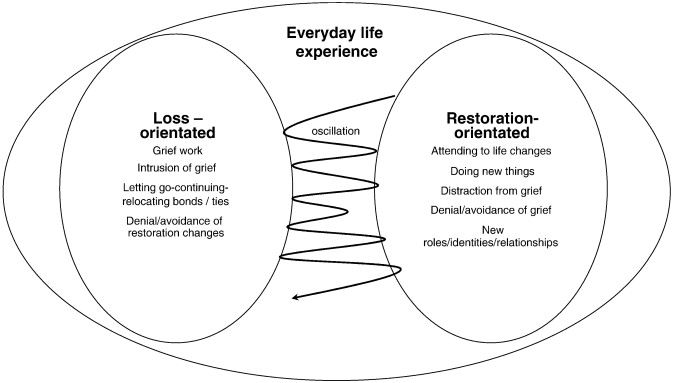 Everyday life
experience
Loss –
orientated
Grief work
Intrusion of grief
Letting go-continuing-
relocating bonds / ties
Denial/avoidance of
restoration changes
oscillation
Restoration-
orientated
Attending to life changes
Doing new things
Distraction from grief
Denial/avoidance of grief
New
roles/identities/relationships